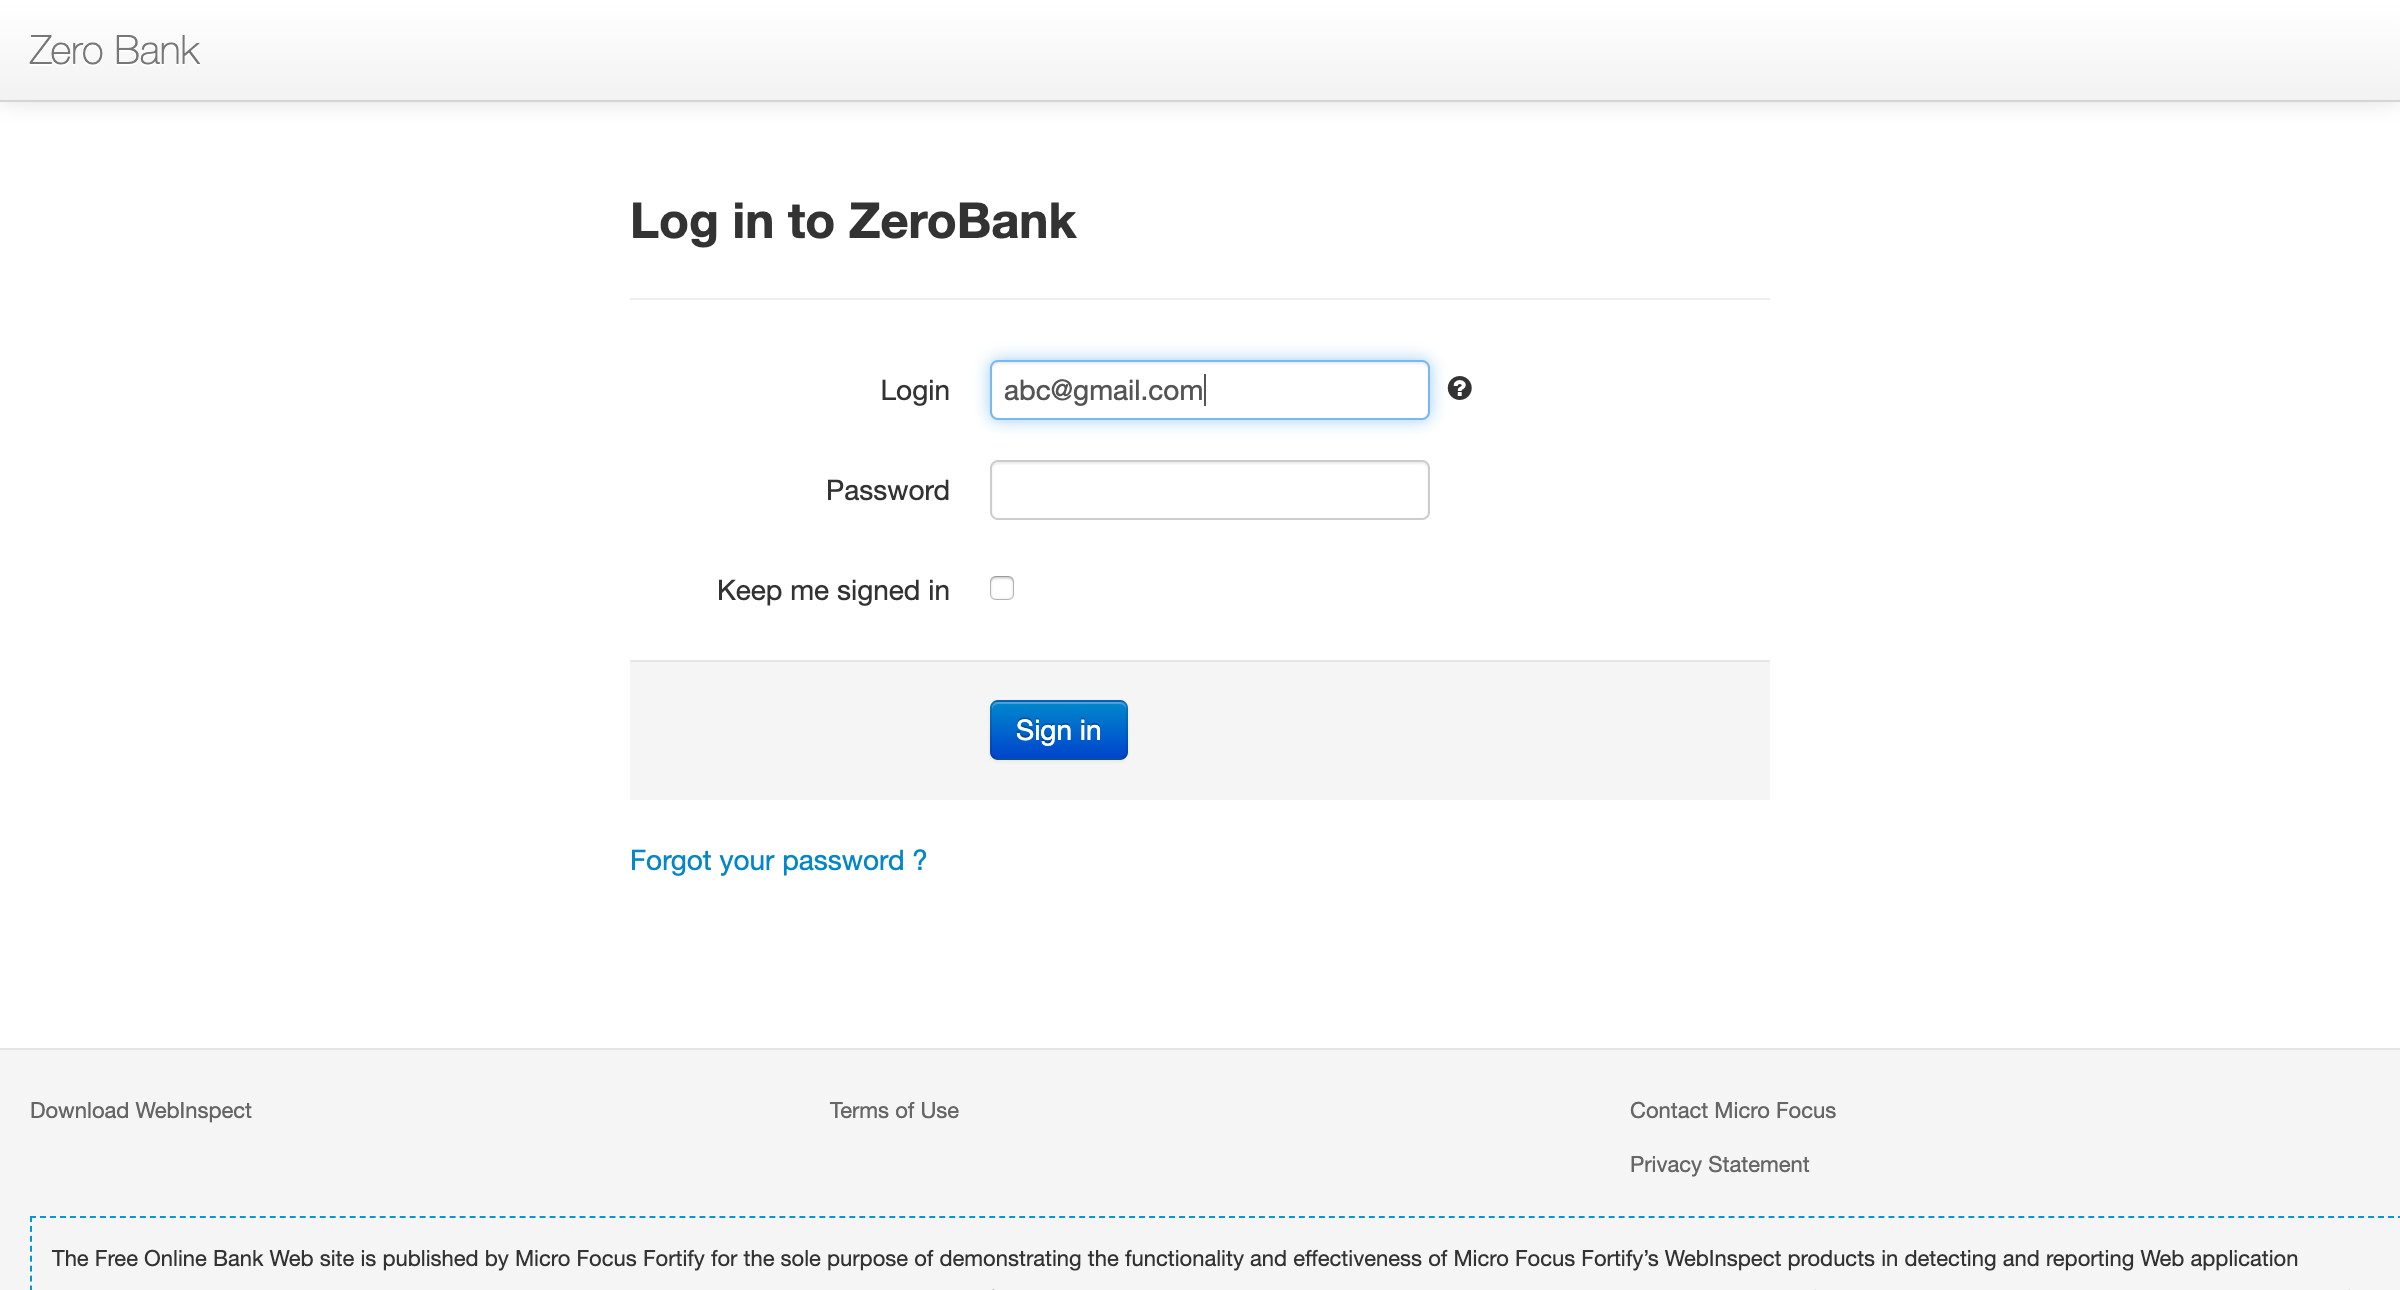 Zero Bank
Log in to ZeroBank
Login
abc@gmail.com
Password
Keep me signed in
Sign in
Forgot your password ?
Download WebInspect
Terms of Use
Contact Micro Focus
Privacy Statement
The Free Online Bank Web site is published by Micro Focus Fortify for the sole purpose of demonstrating the functionality and effectiveness of Micro Focus Fortify’s WebInspect products in detecting and reporting Web application